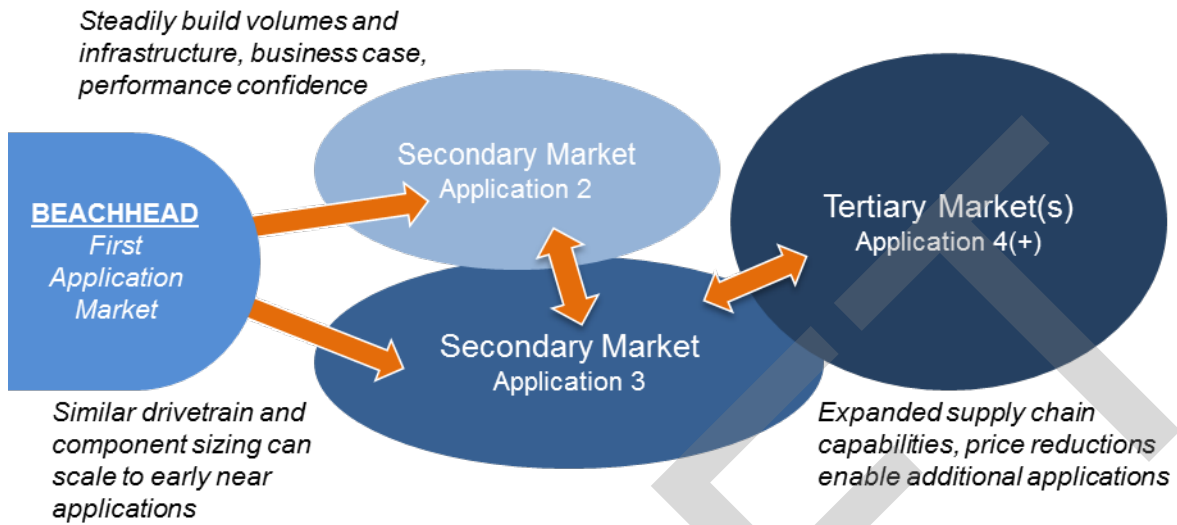 Steadily build volumes and
infrastructure, business case,
performance confidence
Secondary Market
Application 2
BEACHHEAD
First
Application
Market
Tertiary Market(s)
Application 4(+)
Secondary Market
Application 3
Similar drivetrain and
component sizing can
scale to early near
applications
Expanded supply chain
capabilities, price reductions
enable additional applications